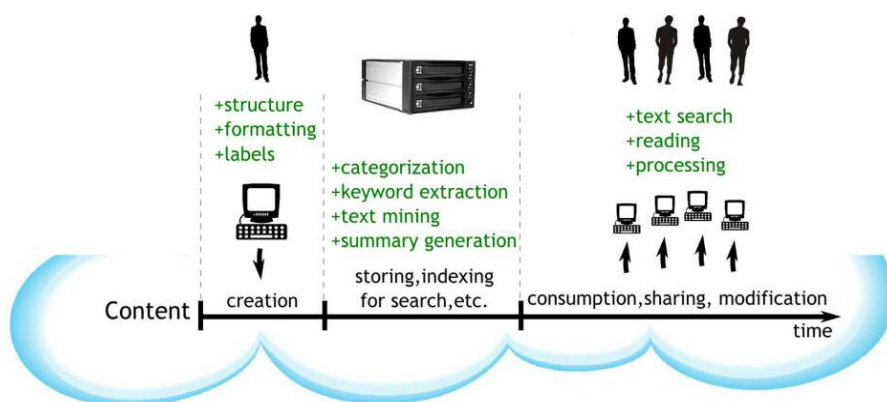 +structure
+formatting
+labels
+categorization
+keyword extraction
+text mining
+summary generation
+text search
+reading
+processing
Content
creation
storing,indexing
for search,etc.
consumption,sharing, modification
time